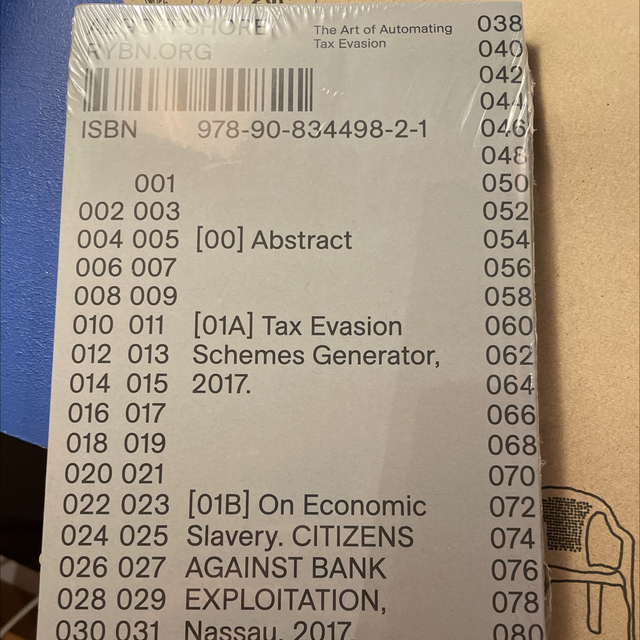 SHORE The Art of Automating
RYBN.ORG Tax Evasion
ISBN 978-90-834498-2-1
038
040
042
044
046
048
001 050
002 003 052
004 005 [00] Abstract 054
006 007 056
008 009 058
010 011 [01A] Tax Evasion 060
012 013 Schemes Generator, 062
014 015 2017. 064
016 017 066
018 019 068
020 021 070
022 023 [01B] On Economic 072
024 025 Slavery. CITIZENS 074
026 027 AGAINST BANK 076
028 029 EXPLOITATION, 078
030 031 Nassau, 2017. 080